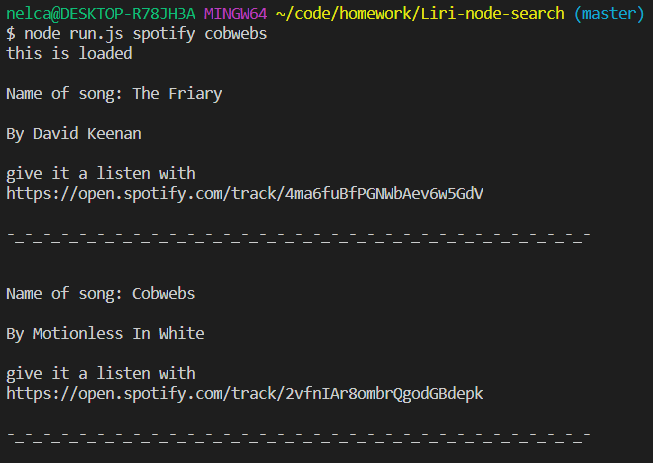 nelca@DESKTOP-R78JH3A MINGW64 ~/code/homework/Liri-node-search (master)
$ node run.js spotify cobwebs
this is loaded
Name of song: The Friary
By David Keenan
give it a listen with
https://open.spotify.com/track/4ma6fuBfPGNWbAev6w5GdV
-_-_-_-_-_-_-_-_-_-_-_-_-_-_-_-_-_-_-_-_-_-_-_-_-_-_-_-_-
Name of song: Cobwebs
By Motionless In White
give it a listen with
https://open.spotify.com/track/2vfnIAr8ombrQgodGBdepk
-_-_-_-_-_-_-_-_-_-_-_-_-_-_-_-_-_-_-_-_-_-_-_-_-_-_-_-_-